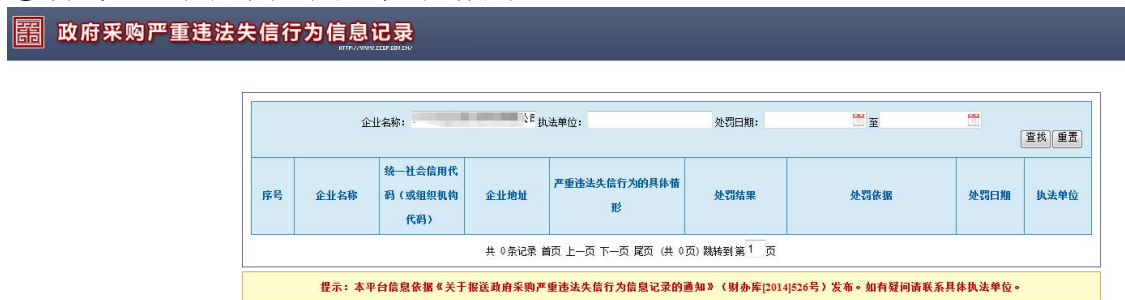 政府采购严重违法失信行为信息记录
HTTP://WWW.CCGP.GOV.CN/
企业名称： 公司 执法单位： 处罚日期： 至
查找 重置
序号 企业名称 统一社会信用代码（或组织机构代码） 企业地址 严重违法失信行为的具体情形 处罚结果 处罚依据 处罚日期 执法单位
共 0条记录 首页 上一页 下一页 尾页 (共 0页) 跳转到第 1 页
提示：本平台信息依据《关于报送政府采购严重违法失信行为信息记录的通知》（财办库[2014]526号）发布。如有疑问请联系具体执法单位。